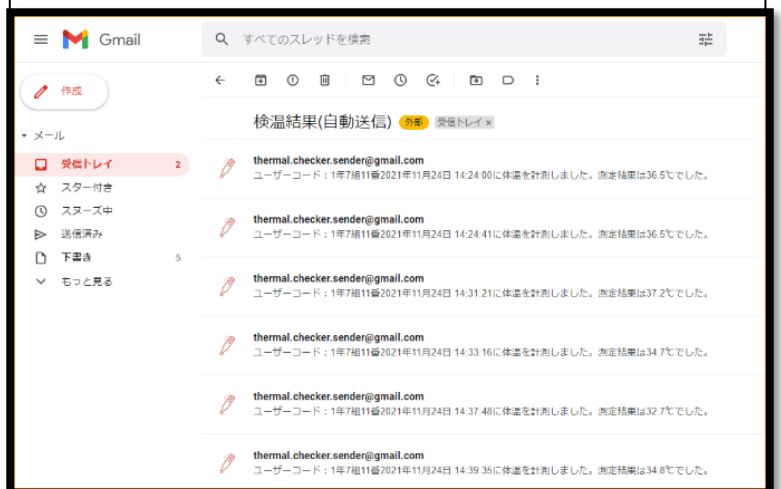 Gmail
すべてのスレッドを検索
作成
検温結果(自動送信) 外部 受信トレイ ×
メール
受信トレイ 2
スター付き
スヌーズ中
送信済み
下書き 5
もっと見る
thermal.checker.sender@gmail.com
ユーザーコード：1年7組11番2021年11月24日 14:24:00に体温を計測しました。測定結果は36.5℃でした。
thermal.checker.sender@gmail.com
ユーザーコード：1年7組11番2021年11月24日 14:24:41に体温を計測しました。測定結果は36.5℃でした。
thermal.checker.sender@gmail.com
ユーザーコード：1年7組11番2021年11月24日 14:31:21に体温を計測しました。測定結果は37.2℃でした。
thermal.checker.sender@gmail.com
ユーザーコード：1年7組11番2021年11月24日 14:33:16に体温を計測しました。測定結果は34.7℃でした。
thermal.checker.sender@gmail.com
ユーザーコード：1年7組11番2021年11月24日 14:37:48に体温を計測しました。測定結果は32.7℃でした。
thermal.checker.sender@gmail.com
ユーザーコード：1年7組11番2021年11月24日 14:39:35に体温を計測しました。測定結果は34.8℃でした。